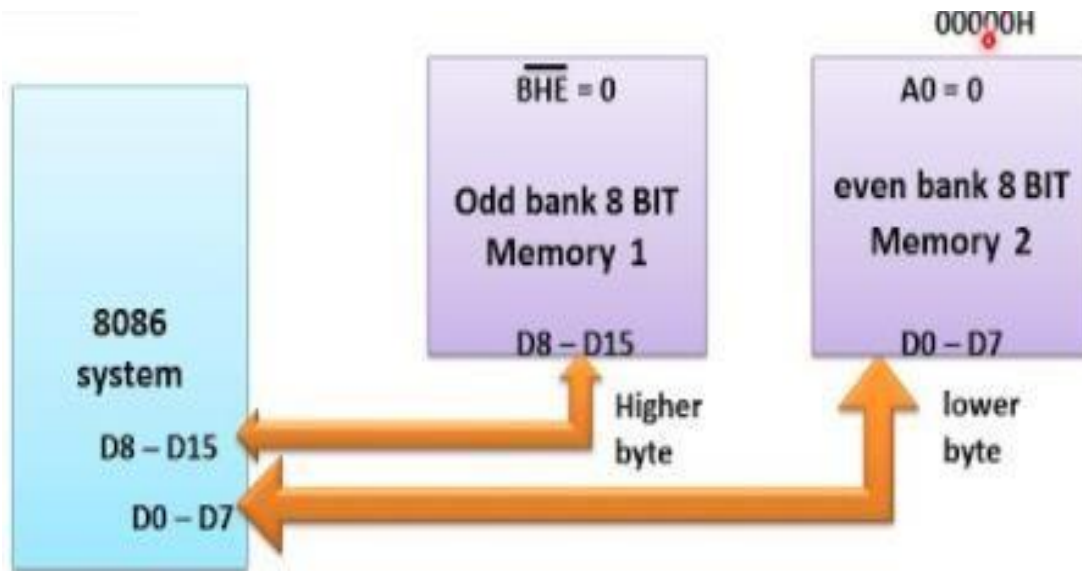 00000H
BHE = 0
Odd bank 8 BIT
Memory 1
D8 – D15
A0 = 0
even bank 8 BIT
Memory 2
D0 – D7
8086
system
D8 – D15
D0 – D7
Higher
byte
lower
byte